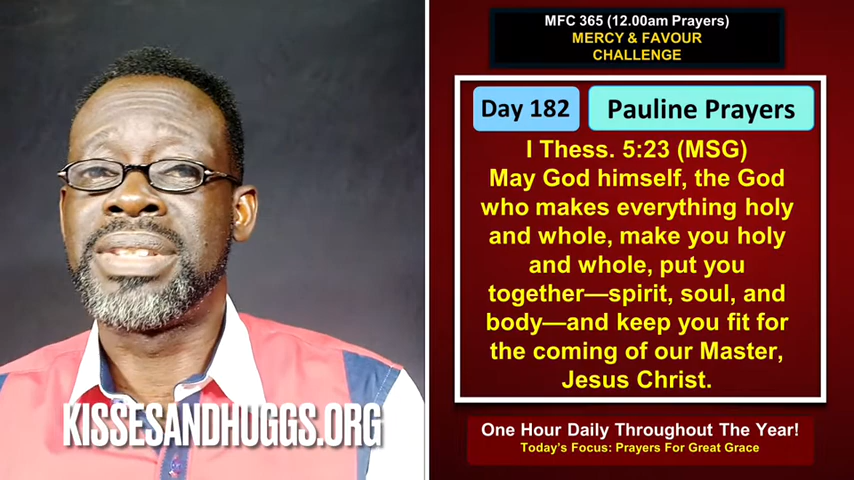 KISSESANDHUGGS.ORG
MFC 365 (12.00am Prayers)
MERCY & FAVOUR
CHALLENGE
Day 182
Pauline Prayers
I Thess. 5:23 (MSG)
May God himself, the God
who makes everything holy
and whole, make you holy
and whole, put you
together—spirit, soul, and
body—and keep you fit for
the coming of our Master,
Jesus Christ.
One Hour Daily Throughout The Year!
Today's Focus: Prayers For Great Grace